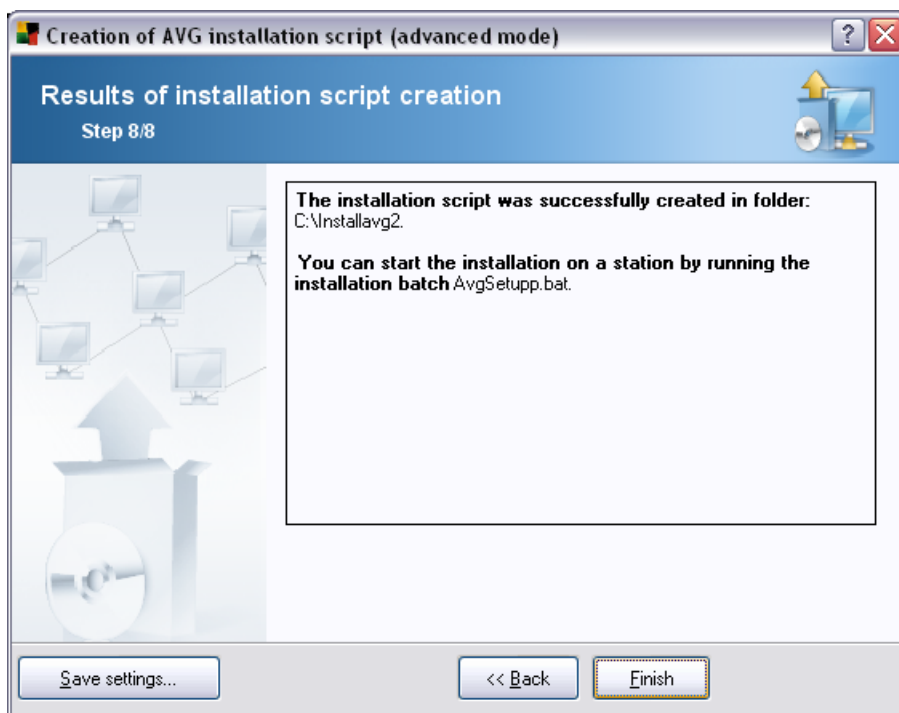 Creation of AVG installation script (advanced mode)
Results of installation script creation
Step 8/8
The installation script was successfully created in folder:
C:\Installavg2.
You can start the installation on a station by running the
installation batch AvgSetupp.bat.
Save settings...
<< Back
Finish